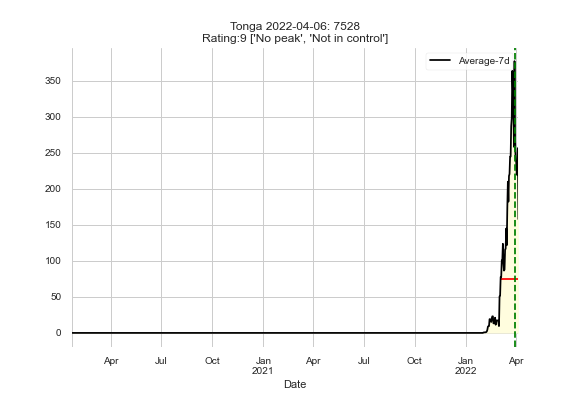 Tonga 2022-04-06: 7528
Rating:9 ['No peak', 'Not in control']
Average-7d
350
300
250
200
150
100
50
0
Apr Jul Oct Jan Apr Jul Oct Jan Apr
2021 2022
Date